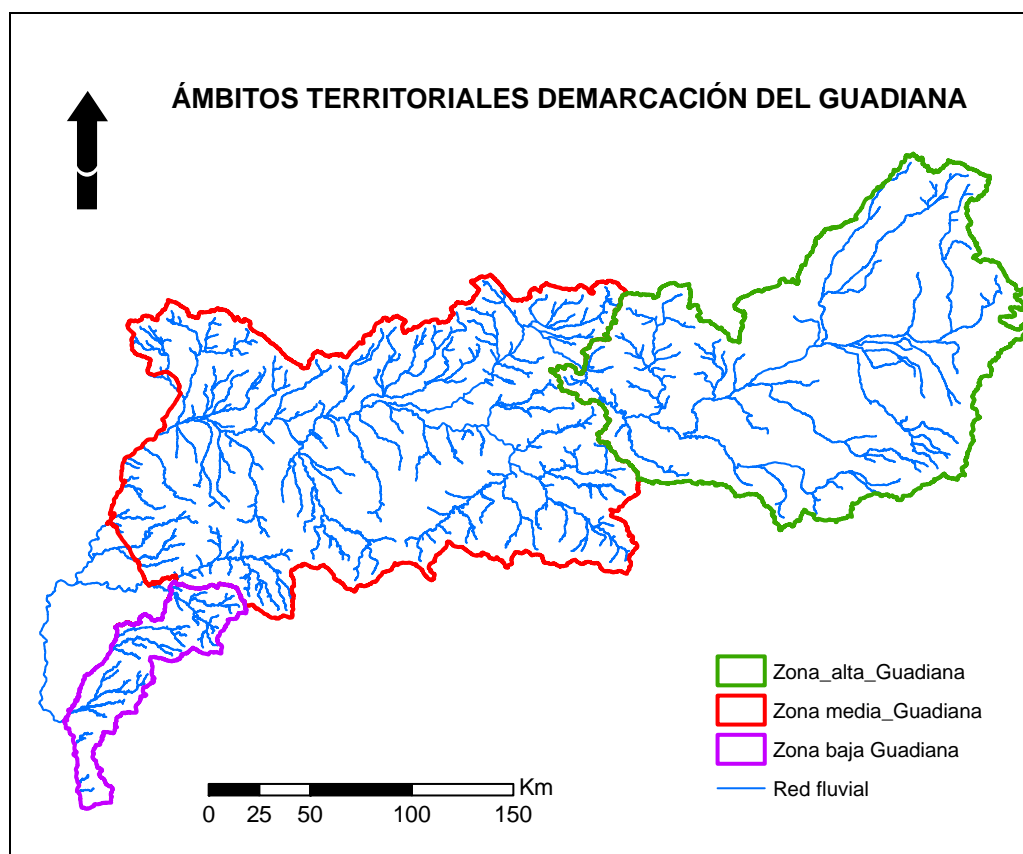 ÁMBITOS TERRITORIALES DEMARCACIÓN DEL GUADIANA
Zona_alta_Guadiana
Zona media_Guadiana
Zona baja Guadiana
Red fluvial
Km
0 25 50 100 150